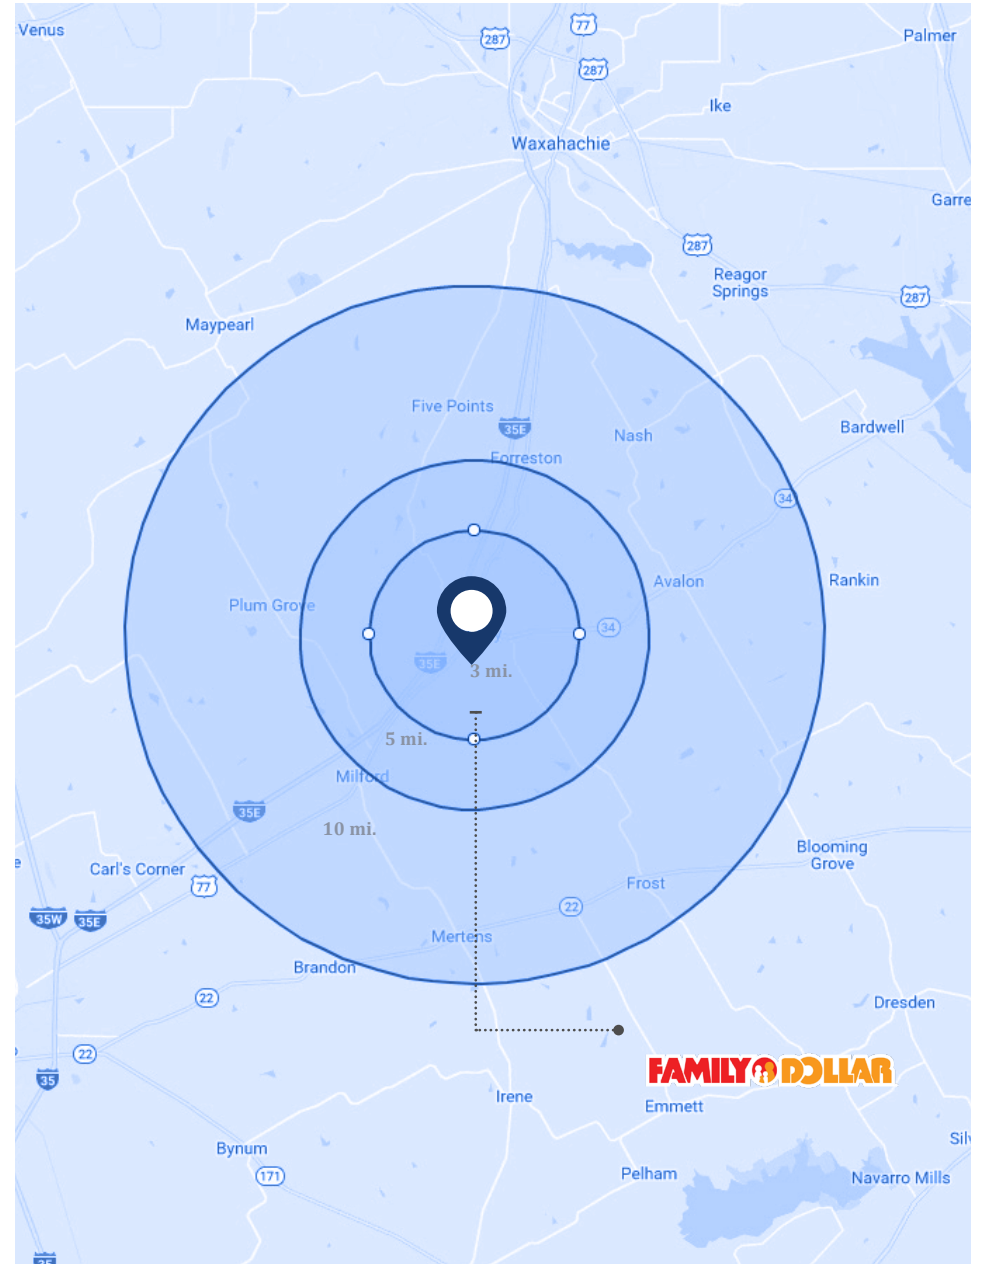 Venus
77
287
Palmer
287
Ike
Waxahachie
Garre
287
Reagor
Springs
287
Maypearl
Five Points
35E
Nash
Bardwell
Forreston
34
Avalon
Rankin
Plum Grove
34
35E
3 mi.
5 mi.
Milford
35E
10 mi.
Blooming
Grove
e
Carl's Corner
77
Frost
22
35W
35E
Mertens
Brandon
22
Dresden
22
FAMILY DOLLAR
35
Irene
Emmett
Bynum
Silv
171
Pelham
Navarro Mills
35